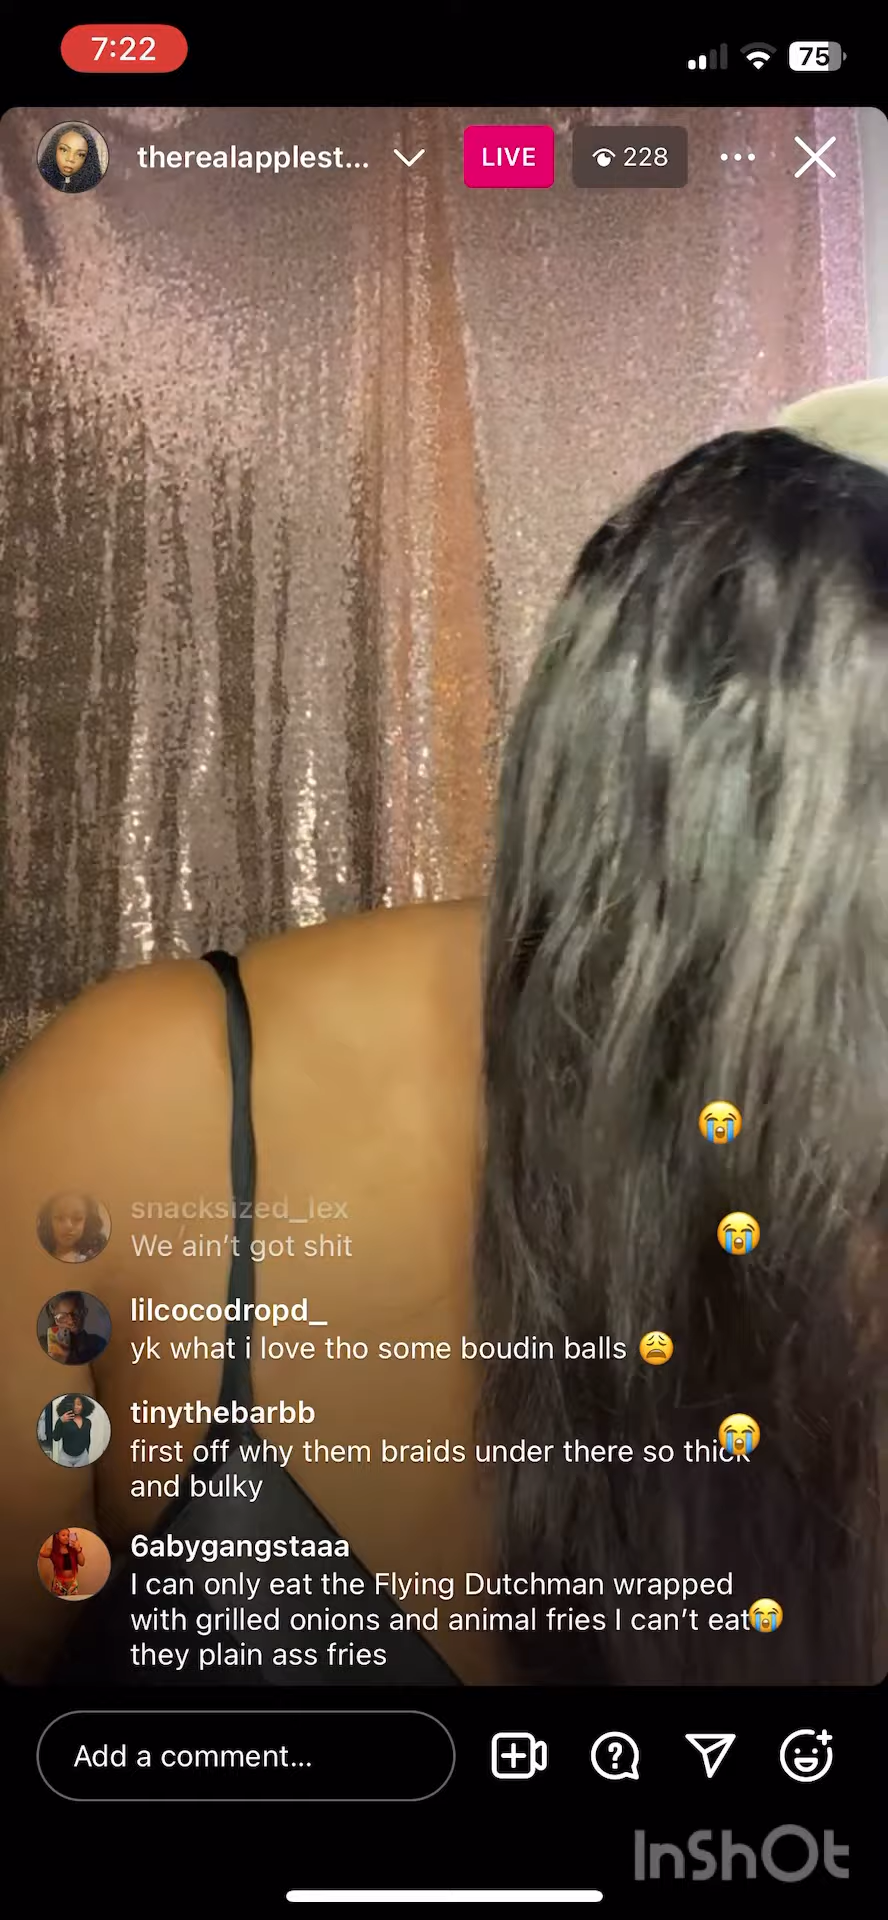 7:22
75
therealapplest...
LIVE
228
snacksized_lex
We ain't got shit
lilcocodropd_
yk what i love tho some boudin balls 😩
tinythebarbb
first off why them braids under there so thick
and bulky
6abygangstaaa
I can only eat the Flying Dutchman wrapped
with grilled onions and animal fries I can't eat
they plain ass fries
Add a comment...
InShOt